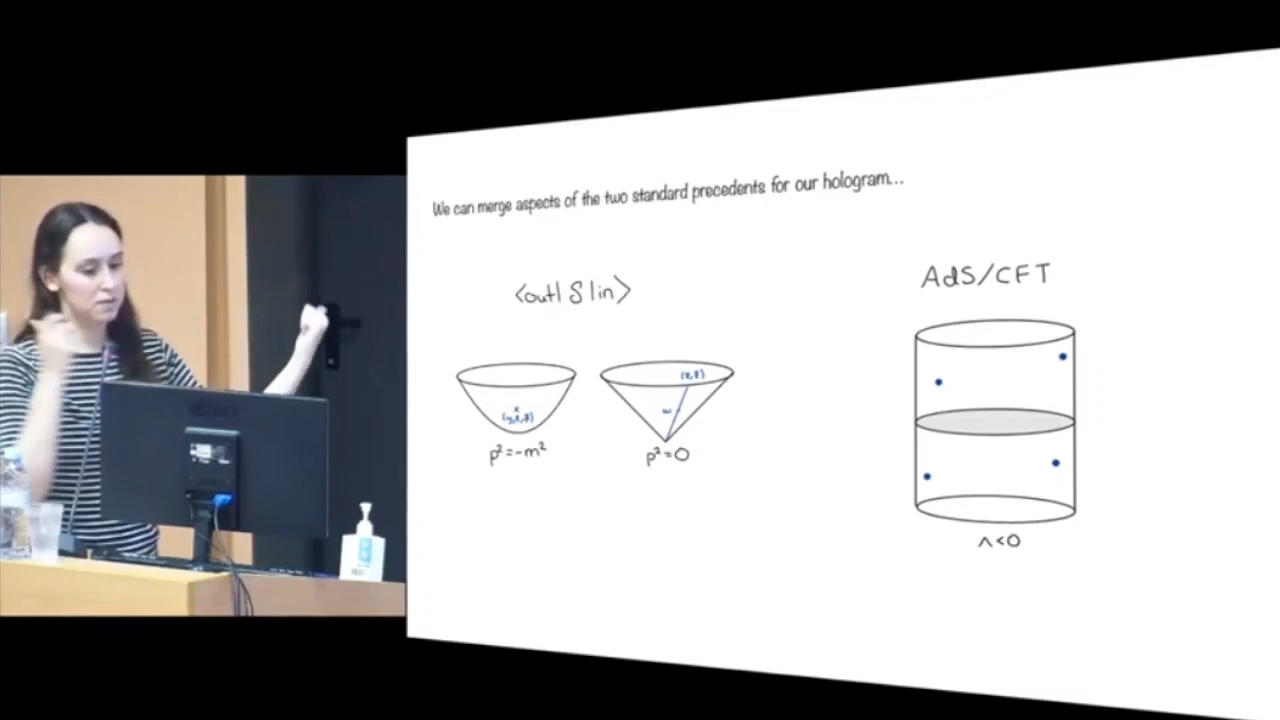 We can merge aspects of the two standard precedents for our hologram...
<out| S |in>
AdS/CFT
(z,z̄)
x
(y,z,z̄)
ω
p²=-m²
p²=0
Λ<0